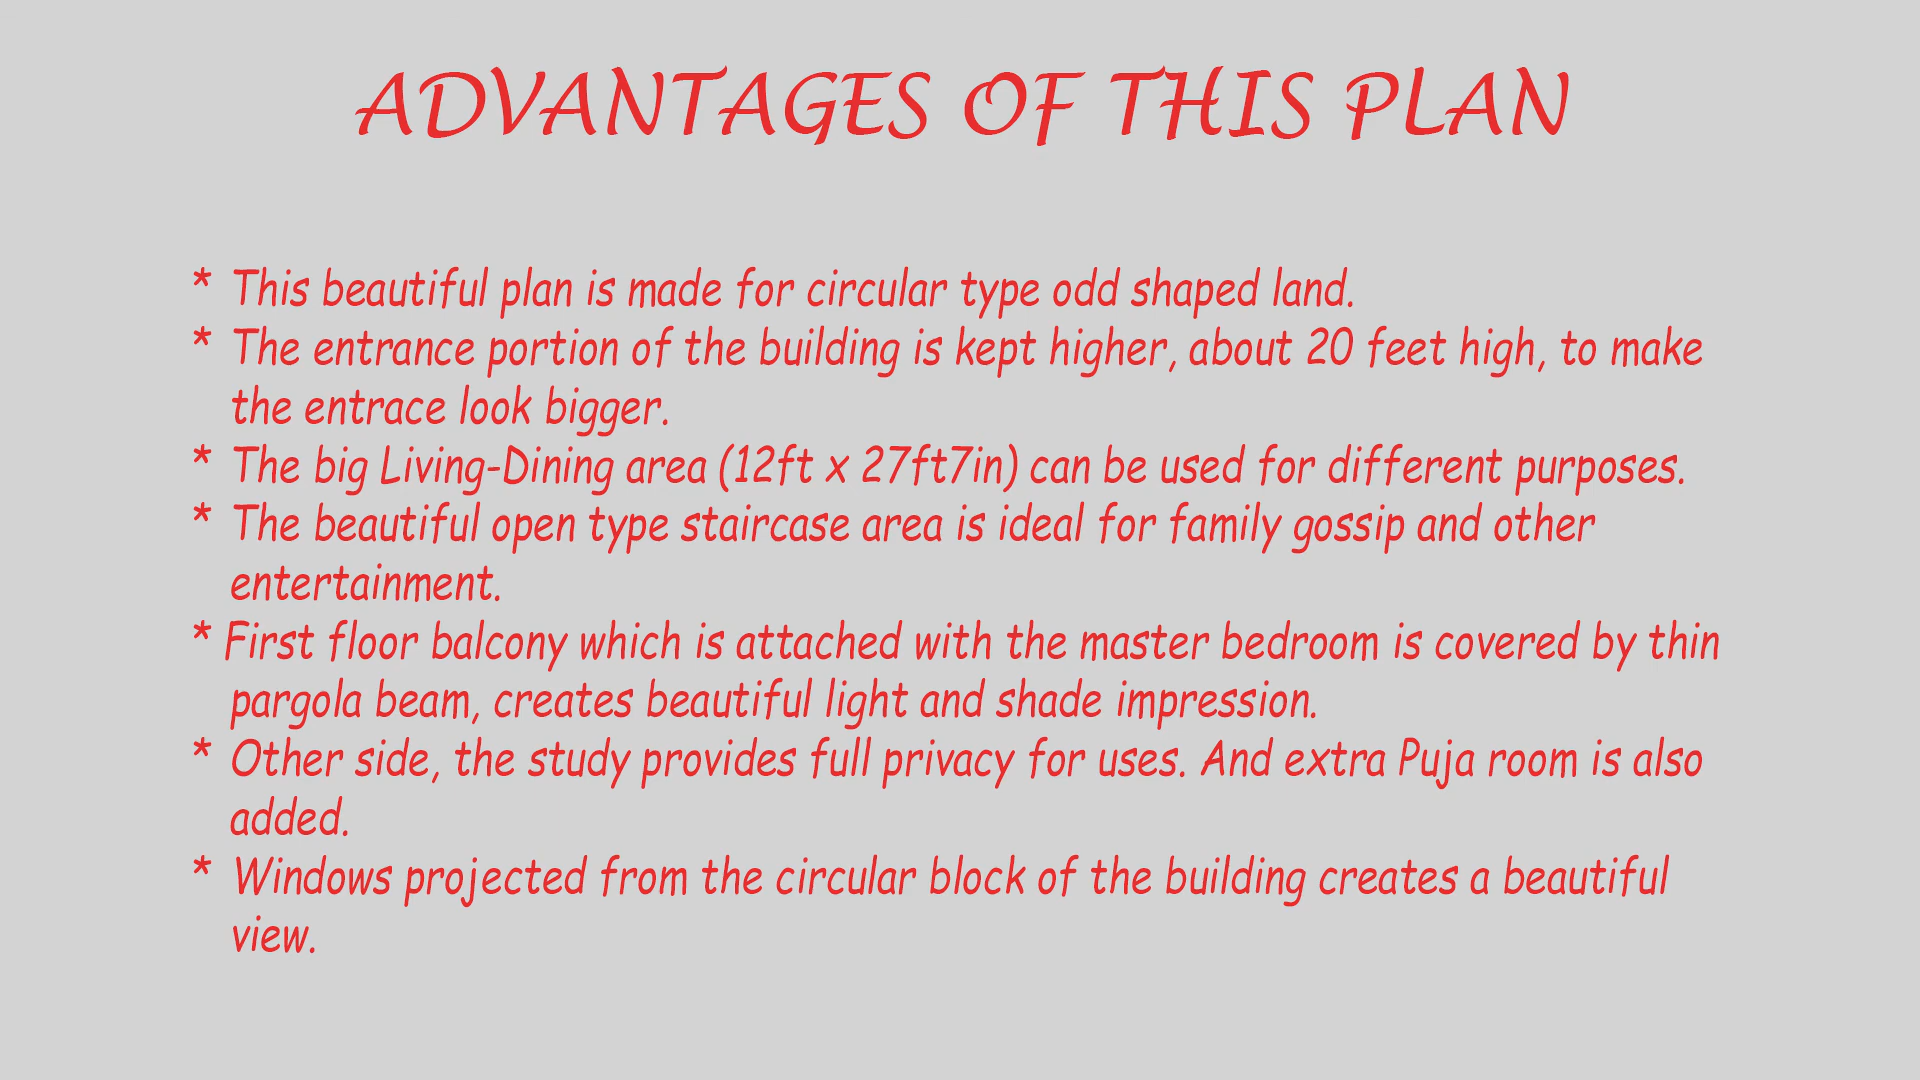 ADVANTAGES OF THIS PLAN
* This beautiful plan is made for circular type odd shaped land.
* The entrance portion of the building is kept higher, about 20 feet high, to make
the entrace look bigger.
* The big Living-Dining area (12ft x 27ft7in) can be used for different purposes.
* The beautiful open type staircase area is ideal for family gossip and other
entertainment.
* First floor balcony which is attached with the master bedroom is covered by thin
pargola beam, creates beautiful light and shade impression.
* Other side, the study provides full privacy for uses. And extra Puja room is also
added.
* Windows projected from the circular block of the building creates a beautiful
view.